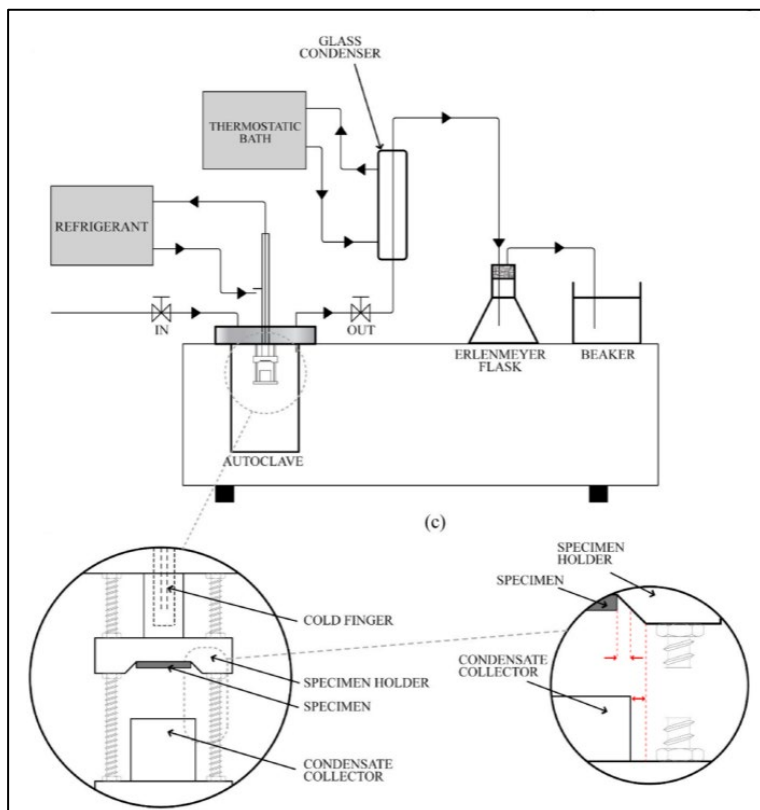 GLASS
CONDENSER
THERMOSTATIC
BATH
REFRIGERANT
IN
OUT
ERLENMEYER
FLASK
BEAKER
AUTOCLAVE
(c)
COLD FINGER
SPECIMEN HOLDER
SPECIMEN
CONDENSATE
COLLECTOR
SPECIMEN
HOLDER
SPECIMEN
CONDENSATE
COLLECTOR